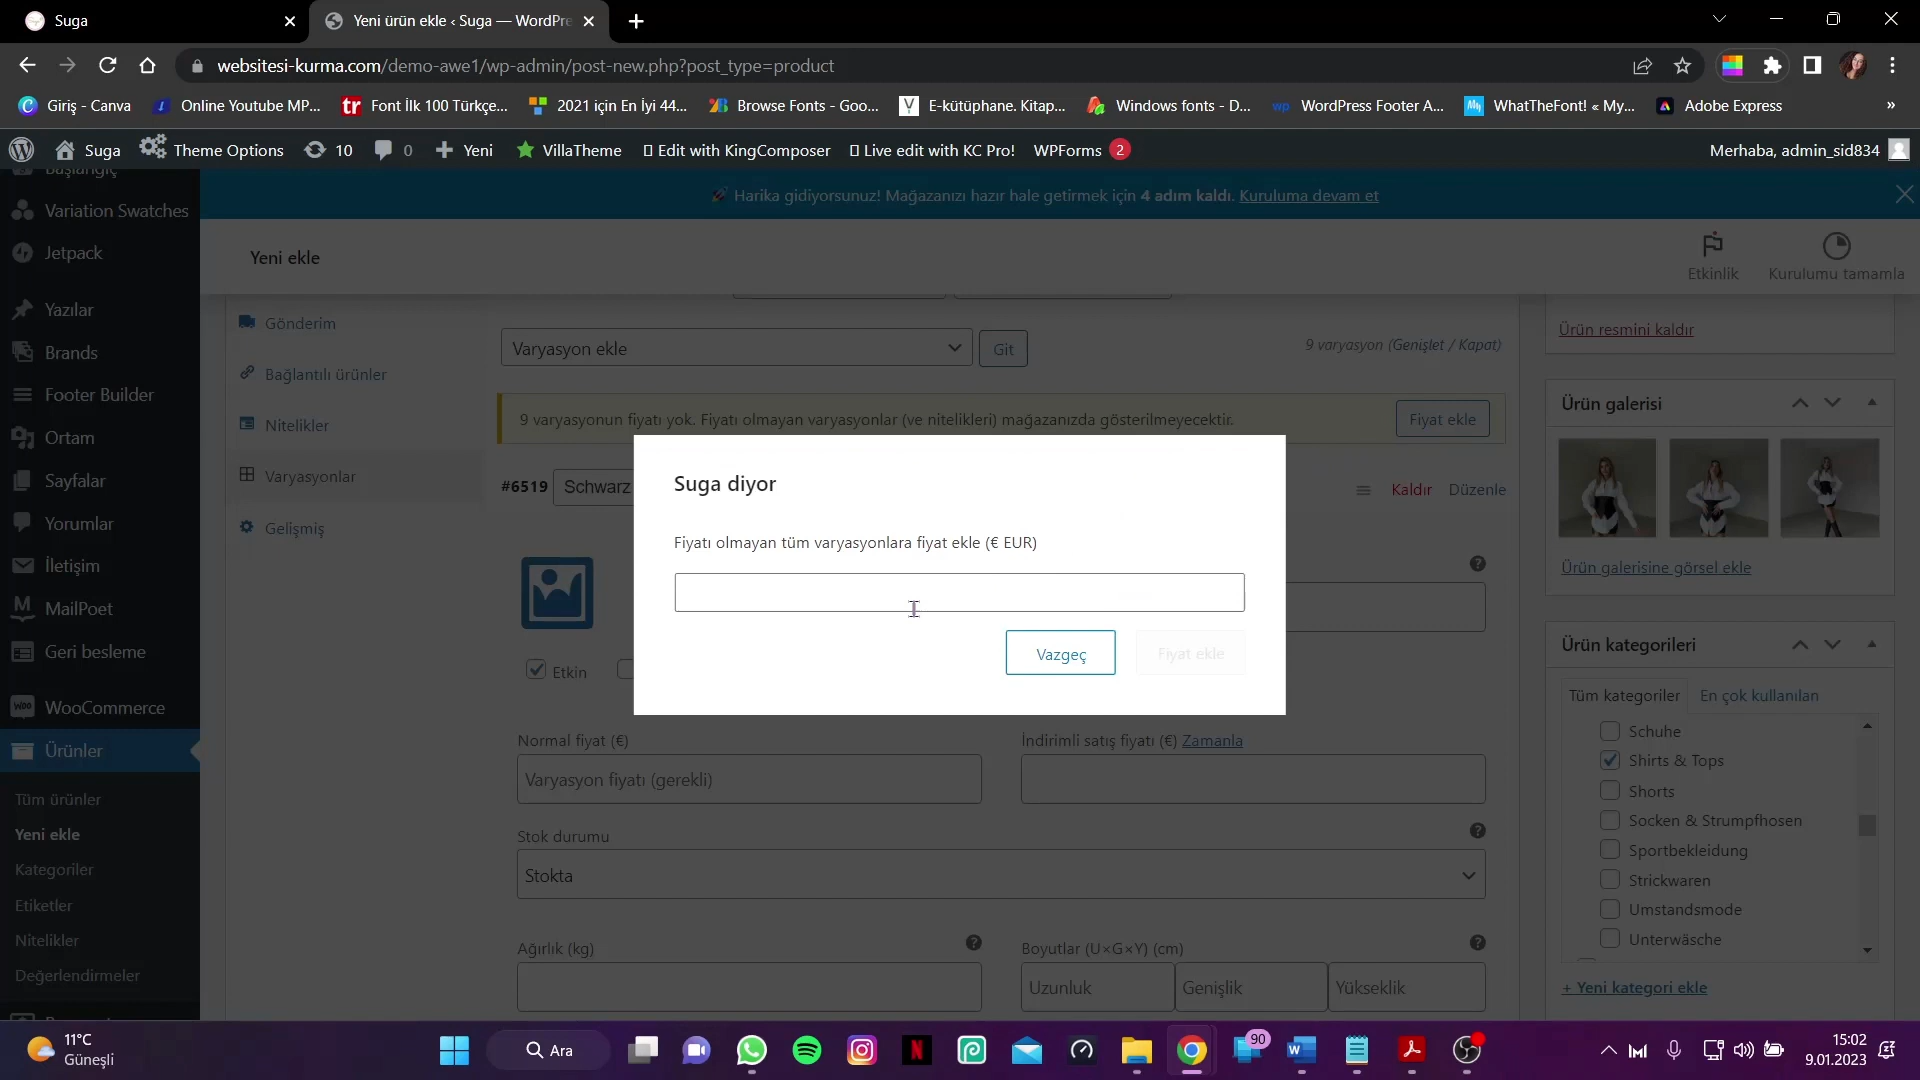 Suga
Yeni ürün ekle ‹ Suga — WordPre
websitesi-kurma.com/demo-awe1/wp-admin/post-new.php?post_type=product
Giriş - Canva
Online Youtube MP...
Font İlk 100 Türkçe...
2021 için En İyi 44...
Browse Fonts - Goo...
E-kütüphane. Kitap...
Windows fonts - D...
WordPress Footer A...
WhatTheFont! « My...
Adobe Express
Suga
Theme Options
10
0
Yeni
VillaTheme
Edit with KingComposer
Live edit with KC Pro!
WPForms 2
Merhaba, admin_sid834
Başlangıç
Variation Swatches
Jetpack
Yazılar
Brands
Footer Builder
Ortam
Sayfalar
Yorumlar
İletişim
MailPoet
Geri besleme
WooCommerce
Ürünler
Tüm ürünler
Yeni ekle
Kategoriler
Etiketler
Nitelikler
Değerlendirmeler
Harika gidiyorsunuz! Mağazanızı hazır hale getirmek için 4 adım kaldı. Kuruluma devam et
Yeni ekle
Etkinlik
Kurulumu tamamla
Gönderim
Bağlantılı ürünler
Nitelikler
Varyasyonlar
Gelişmiş
Varyasyon ekle
Git
9 varyasyon (Genişlet / Kapat)
9 varyasyonun fiyatı yok. Fiyatı olmayan varyasyonlar (ve nitelikleri) mağazanızda gösterilmeyecektir.
Fiyat ekle
#6519
Schwarz
Kaldır
Düzenle
Suga diyor
Fiyatı olmayan tüm varyasyonlara fiyat ekle (€ EUR)
Vazgeç
Fiyat ekle
Etkin
Normal fiyat (€)
Varyasyon fiyatı (gerekli)
İndirimli satış fiyatı (€) Zamanla
Stok durumu
Stokta
Ağırlık (kg)
Boyutlar (U×G×Y) (cm)
Uzunluk
Genişlik
Yükseklik
Ürün resmini kaldır
Ürün galerisi
Ürün galerisine görsel ekle
Ürün kategorileri
Tüm kategoriler
En çok kullanılan
Schuhe
Shirts & Tops
Shorts
Socken & Strumpfhosen
Sportbekleidung
Strickwaren
Umstandsmode
Unterwäsche
+ Yeni kategori ekle
11°C
Güneşli
Ara
90
15:02
9.01.2023